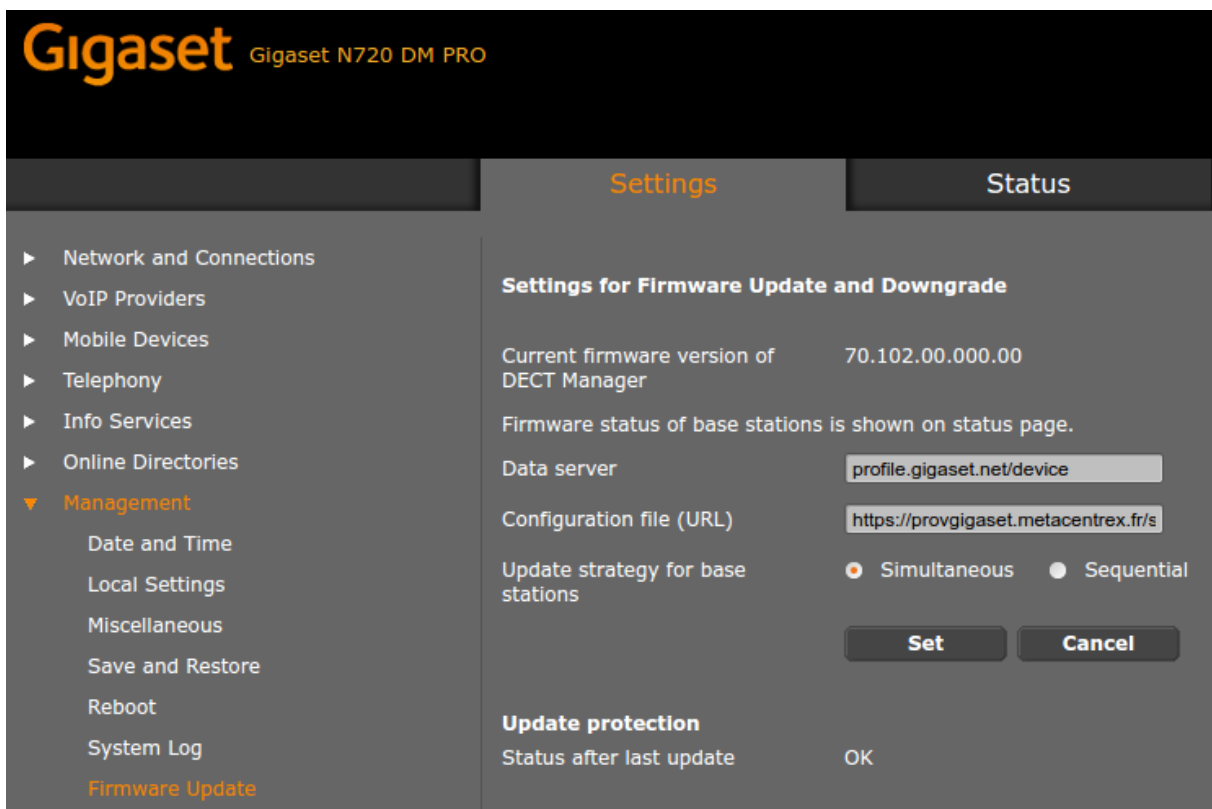 Gigaset Gigaset N720 DM PRO
Settings Status
Network and Connections
VoIP Providers
Mobile Devices
Telephony
Info Services
Online Directories
Management
Date and Time
Local Settings
Miscellaneous
Save and Restore
Reboot
System Log
Firmware Update
Settings for Firmware Update and Downgrade
Current firmware version of 70.102.00.000.00
DECT Manager
Firmware status of base stations is shown on status page.
Data server profile.gigaset.net/device
Configuration file (URL) https://provgigaset.metacentrex.fr/s
Update strategy for base Simultaneous Sequential
stations
Set Cancel
Update protection
Status after last update OK